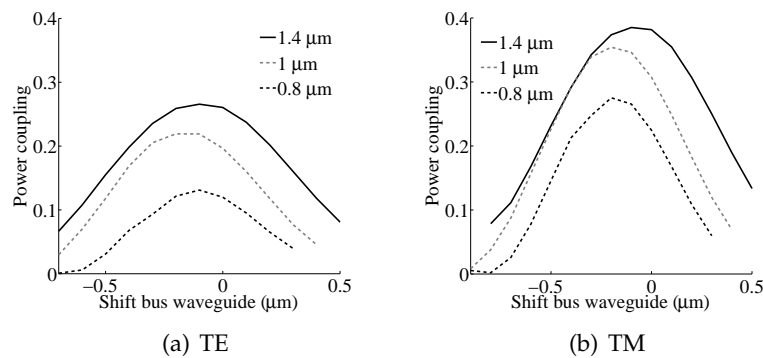 0.4
0.3
0.2
0.1
0
Power coupling
1.4 μm
1 μm
0.8 μm
−0.5
0
0.5
Shift bus waveguide (μm)
(a) TE
0.4
0.3
0.2
0.1
0
Power coupling
1.4 μm
1 μm
0.8 μm
−0.5
0
0.5
Shift bus waveguide (μm)
(b) TM